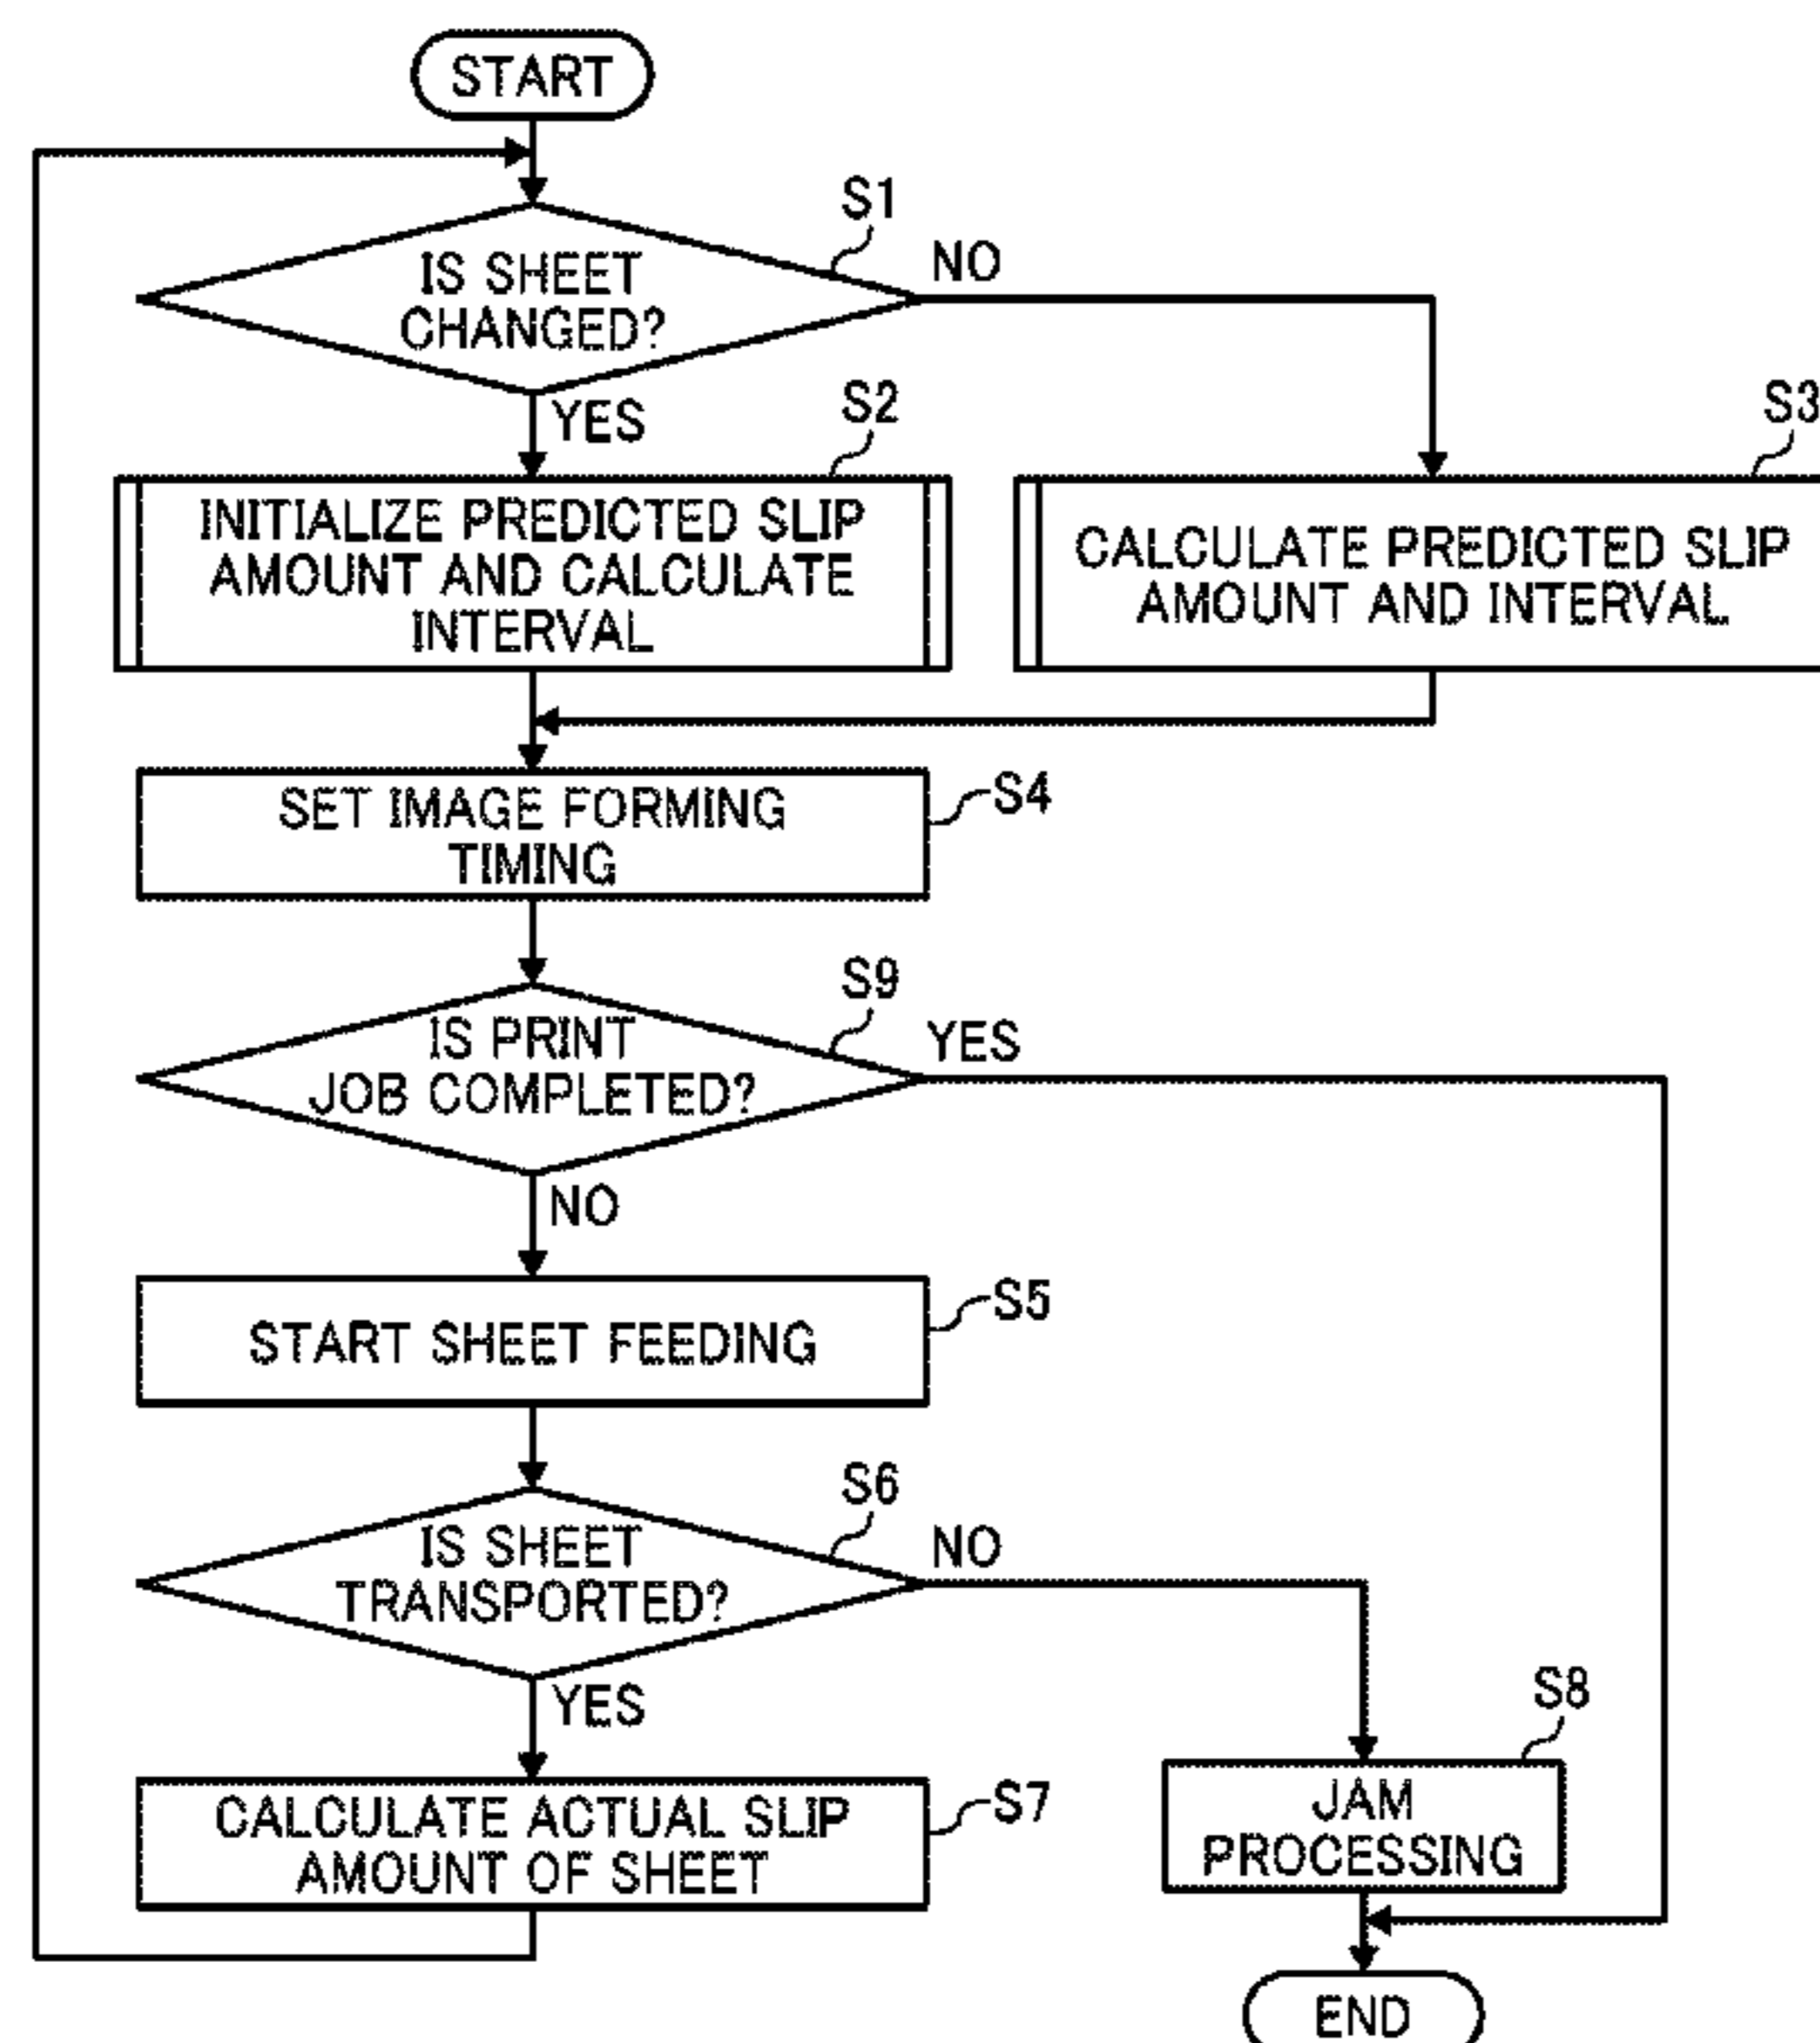 START
S1
IS SHEET
CHANGED?
NO
YES
S2
INITIALIZE PREDICTED SLIP
AMOUNT AND CALCULATE
INTERVAL
S3
CALCULATE PREDICTED SLIP
AMOUNT AND INTERVAL
SET IMAGE FORMING
TIMING
S4
S9
IS PRINT
JOB COMPLETED?
YES
NO
START SHEET FEEDING
S5
S6
IS SHEET
TRANSPORTED?
NO
YES
CALCULATE ACTUAL SLIP
AMOUNT OF SHEET
S7
S8
JAM
PROCESSING
END